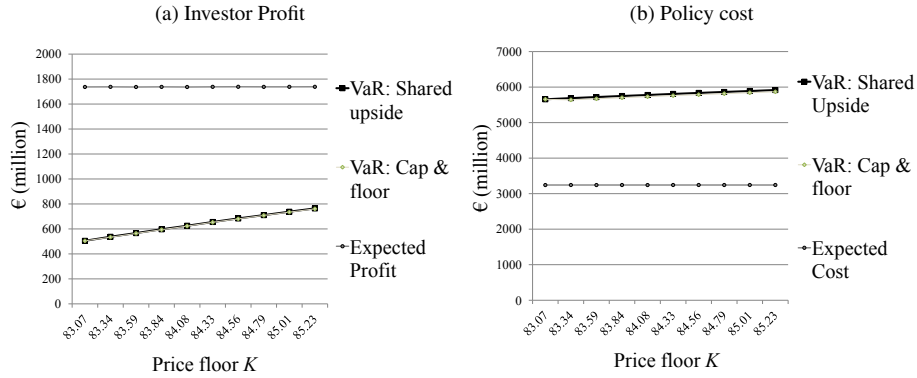 (a) Investor Profit
€ (million)
2000
1800
1600
1400
1200
1000
800
600
400
200
0
83.07
83.34
83.59
83.84
84.08
84.33
84.56
84.79
85.01
85.23
Price floor K
VaR: Shared
upside
VaR: Cap &
floor
Expected
Profit
(b) Policy cost
€ (million)
7000
6000
5000
4000
3000
2000
1000
0
83.07
83.34
83.59
83.84
84.08
84.33
84.56
84.79
85.01
85.23
Price floor K
VaR: Shared
Upside
VaR: Cap &
floor
Expected
Cost